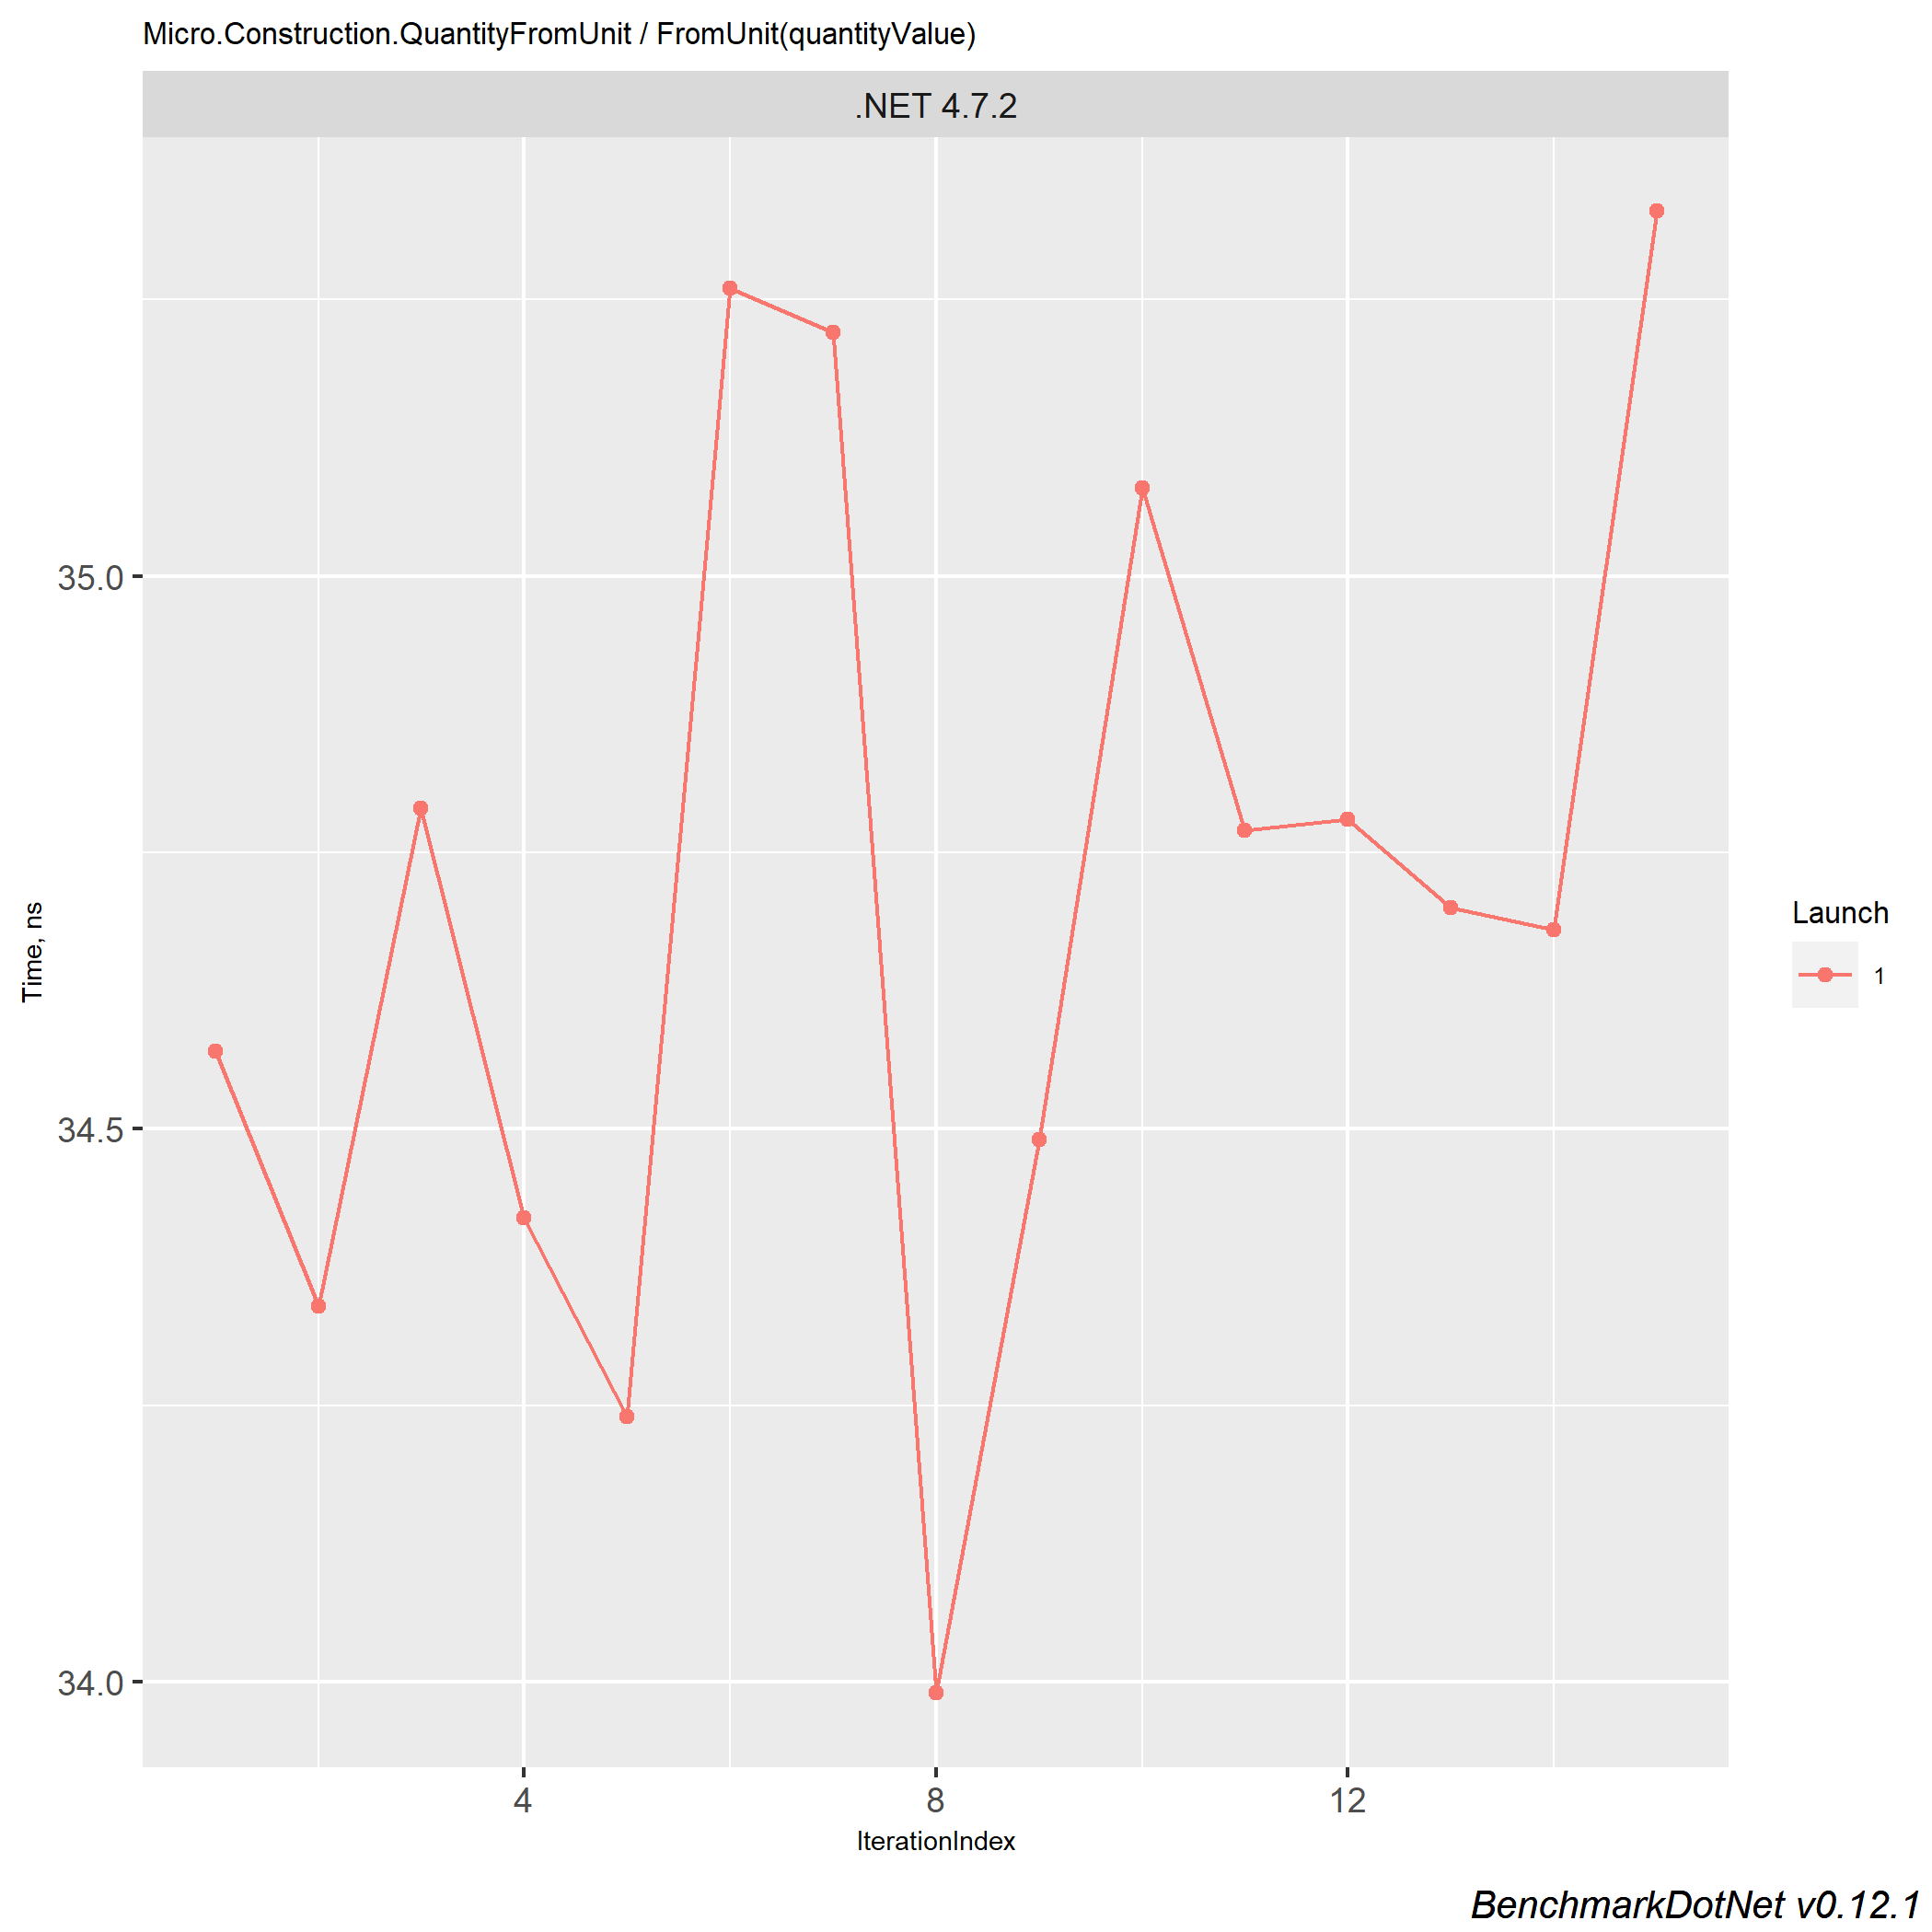 Micro.Construction.QuantityFromUnit / FromUnit(quantityValue)
.NET 4.7.2
35.0
34.5
34.0
Time, ns
4
8
12
IterationIndex
Launch
1
BenchmarkDotNet v0.12.1